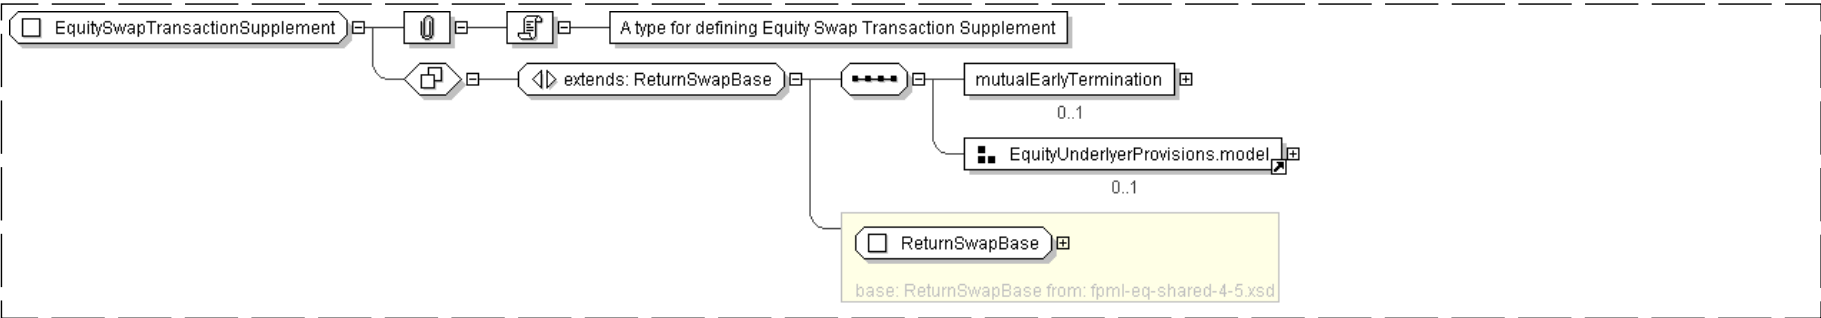 EquitySwapTransactionSupplement
A type for defining Equity Swap Transaction Supplement
extends: ReturnSwapBase
mutualEarlyTermination
0..1
EquityUnderlyerProvisions.model
0..1
ReturnSwapBase
base: ReturnSwapBase from: fpml-eq-shared-4-5.xsd